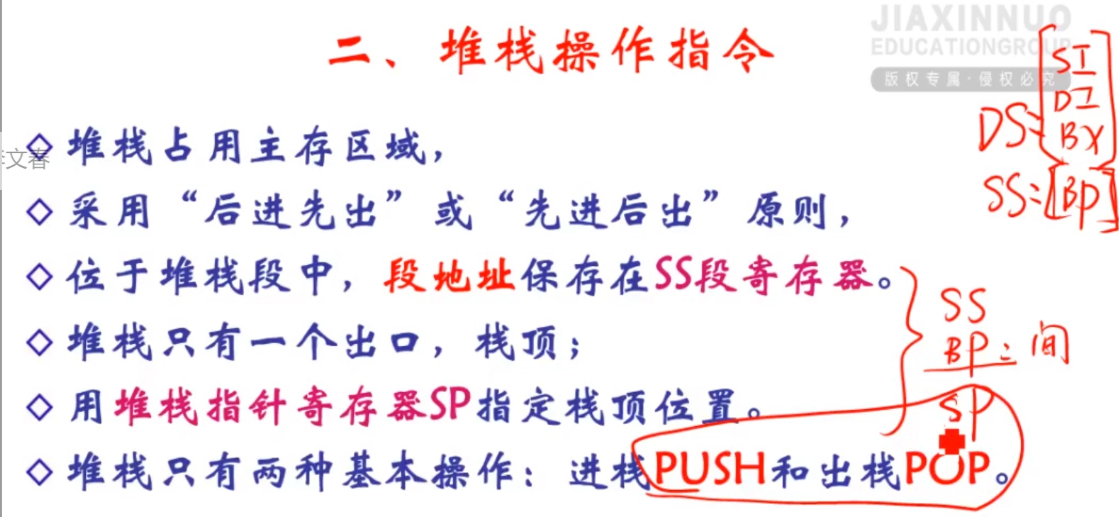 JIAXINNUO
EDUCATIONGROUP
版权专属·侵权必究
二、堆栈操作指令
◇ 堆栈占用主存区域，
文春
◇ 采用“后进先出”或“先进后出”原则，
◇ 位于堆栈段中，段地址保存在SS段寄存器。
◇ 堆栈只有一个出口，栈顶；
◇ 用堆栈指针寄存器SP指定栈顶位置。
◇ 堆栈只有两种基本操作：进栈PUSH和出栈POP。
SI
DI
DS:
BX
SS:[BP]
SS
BP:间
SP